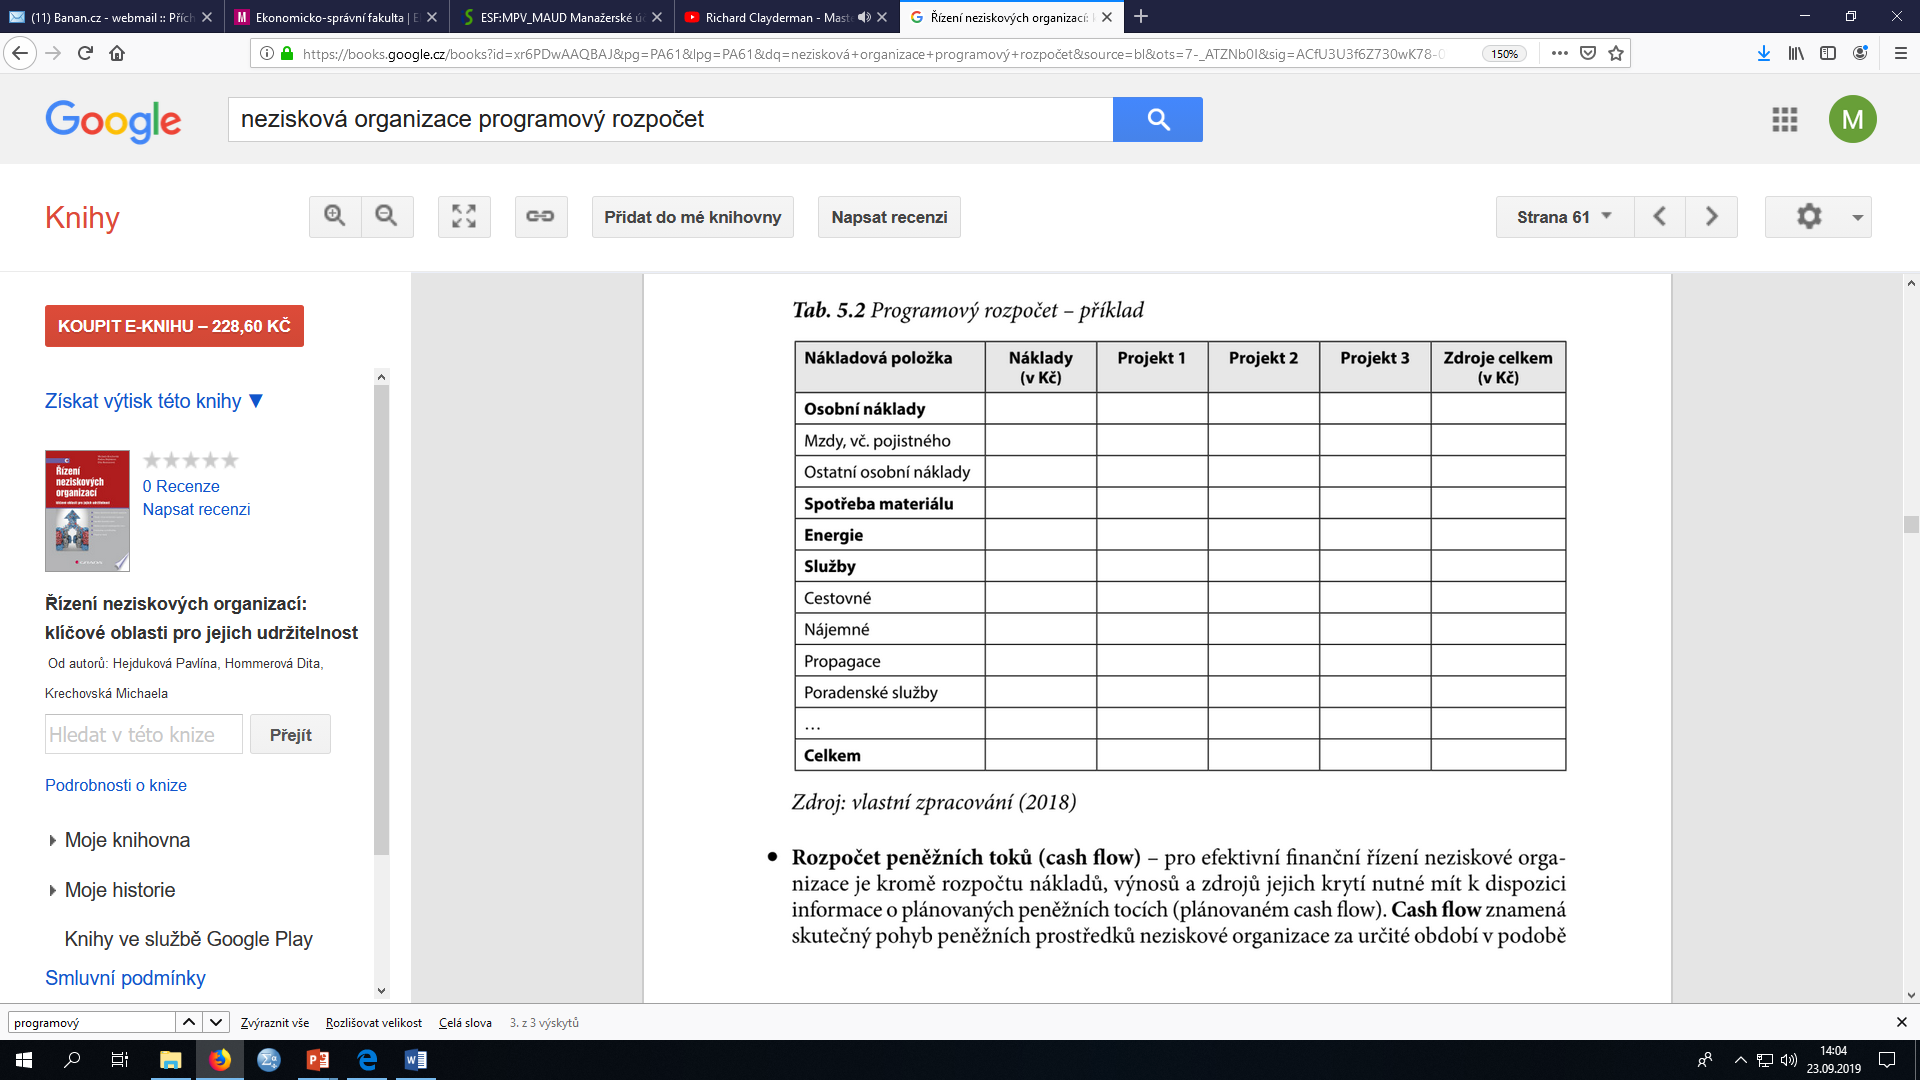 (11) Banan.cz - webmail :: Přích
Ekonomicko-správní fakulta | E
ESF:MPV_MAUD Manažerské úč
Richard Clayderman - Maste
Řízení neziskových organizací: k
https://books.google.cz/books?id=xr6PDwAAQBAJ&pg=PA61&lpg=PA61&dq=nezisková+organizace+programový+rozpočet&source=bl&ots=7-_ATZNb0I&sig=ACfU3U3f6Z730wK78-0
150%
Google
nezisková organizace programový rozpočet
M
Knihy
Přidat do mé knihovny
Napsat recenzi
Strana 61
KOUPIT E-KNIHU – 228,60 KČ
Získat výtisk této knihy ▼
Řízení
neziskových
organizací
0 Recenze
Napsat recenzi
Řízení neziskových organizací:
klíčové oblasti pro jejich udržitelnost
Od autorů: Hejduková Pavlína, Hommerová Dita,
Krechovská Michaela
Hledat v této knize
Přejít
Podrobnosti o knize
Moje knihovna
Moje historie
Knihy ve službě Google Play
Smluvní podmínky
Tab. 5.2 Programový rozpočet – příklad
Nákladová položka Náklady (v Kč) Projekt 1 Projekt 2 Projekt 3 Zdroje celkem (v Kč)
Osobní náklady
Mzdy, vč. pojistného
Ostatní osobní náklady
Spotřeba materiálu
Energie
Služby
Cestovné
Nájemné
Propagace
Poradenské služby
…
Celkem
Zdroj: vlastní zpracování (2018)
• Rozpočet peněžních toků (cash flow) – pro efektivní finanční řízení neziskové orga-
nizace je kromě rozpočtu nákladů, výnosů a zdrojů jejich krytí nutné mít k dispozici
informace o plánovaných peněžních tocích (plánovaném cash flow). Cash flow znamená
skutečný pohyb peněžních prostředků neziskové organizace za určité období v podobě
programový
Zvýraznit vše
Rozlišovat velikost
Celá slova
3. z 3 výskytů
14:04
23.09.2019